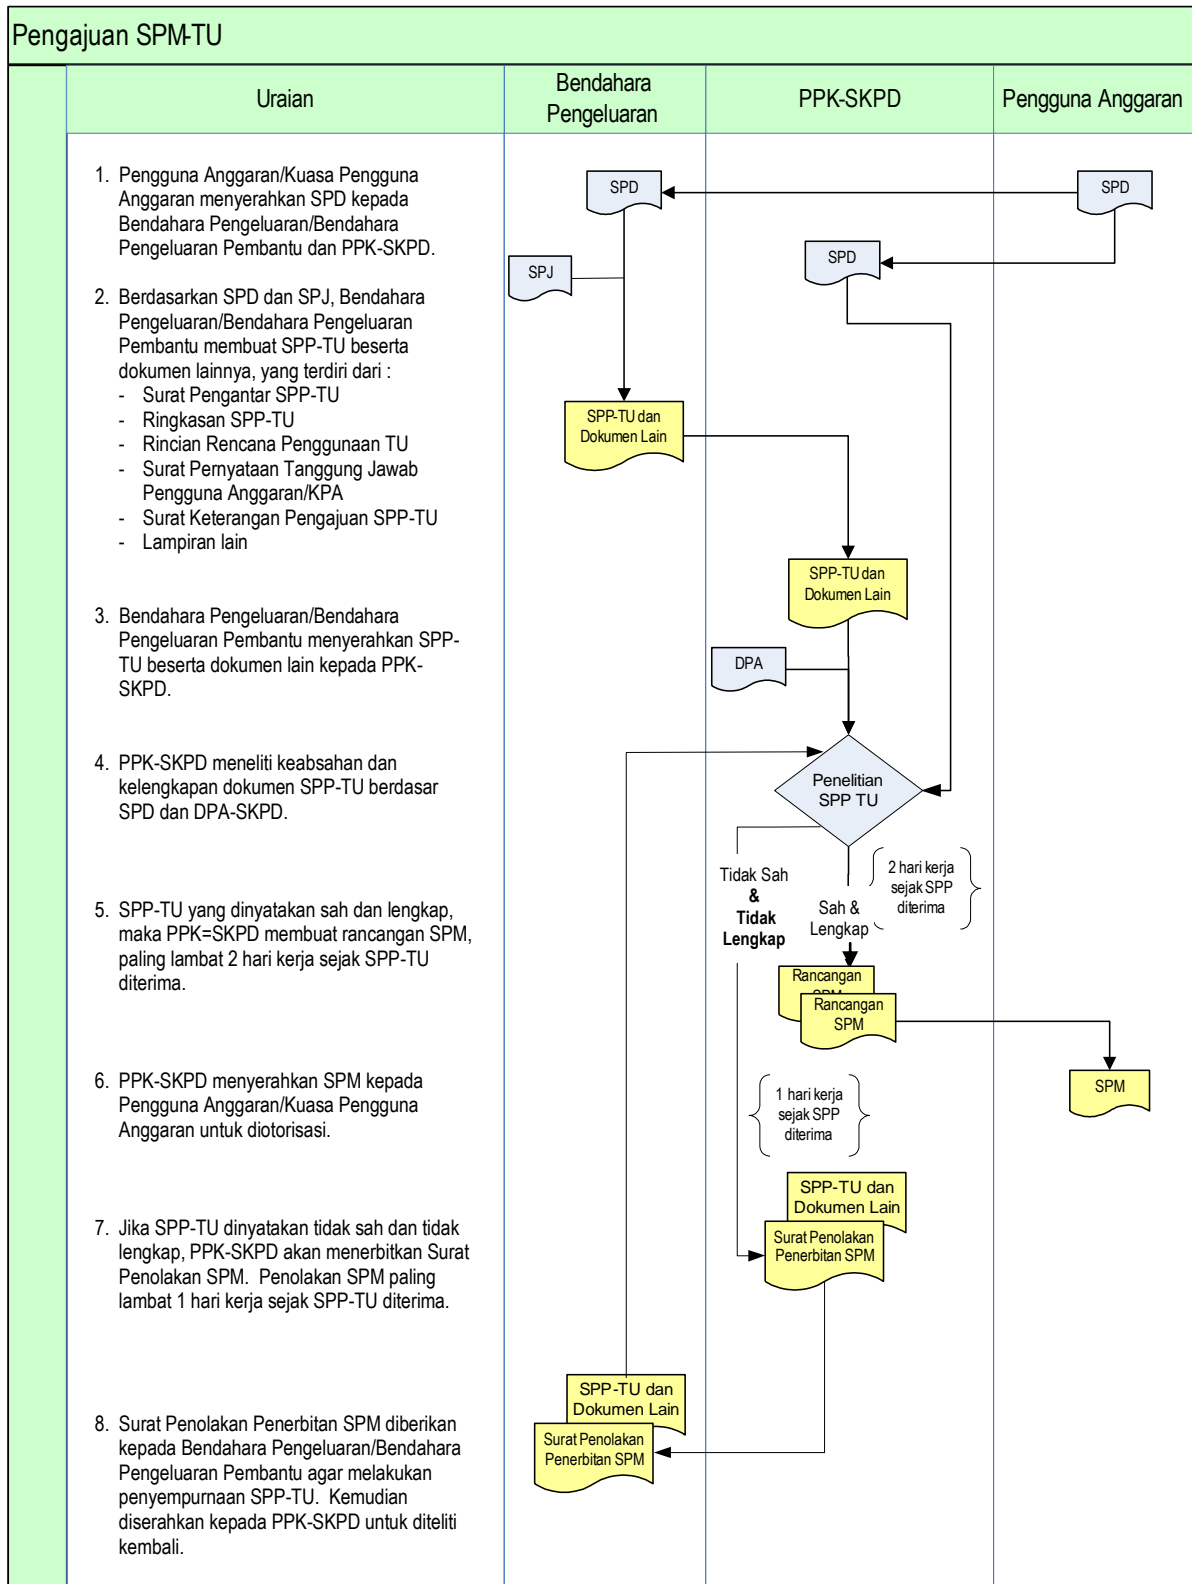 Pengajuan SPM-TU
Uraian
Bendahara
Pengeluaran
PPK-SKPD
Pengguna Anggaran
1. Pengguna Anggaran/Kuasa Pengguna
Anggaran menyerahkan SPD kepada
Bendahara Pengeluaran/Bendahara
Pengeluaran Pembantu dan PPK-SKPD.
2. Berdasarkan SPD dan SPJ, Bendahara
Pengeluaran/Bendahara Pengeluaran
Pembantu membuat SPP-TU beserta
dokumen lainnya, yang terdiri dari :
- Surat Pengantar SPP-TU
- Ringkasan SPP-TU
- Rincian Rencana Penggunaan TU
- Surat Pernyataan Tanggung Jawab
Pengguna Anggaran/KPA
- Surat Keterangan Pengajuan SPP-TU
- Lampiran lain
3. Bendahara Pengeluaran/Bendahara
Pengeluaran Pembantu menyerahkan SPP-
TU beserta dokumen lain kepada PPK-
SKPD.
4. PPK-SKPD meneliti keabsahan dan
kelengkapan dokumen SPP-TU berdasar
SPD dan DPA-SKPD.
5. SPP-TU yang dinyatakan sah dan lengkap,
maka PPK=SKPD membuat rancangan SPM,
paling lambat 2 hari kerja sejak SPP-TU
diterima.
6. PPK-SKPD menyerahkan SPM kepada
Pengguna Anggaran/Kuasa Pengguna
Anggaran untuk diotorisasi.
7. Jika SPP-TU dinyatakan tidak sah dan tidak
lengkap, PPK-SKPD akan menerbitkan Surat
Penolakan SPM. Penolakan SPM paling
lambat 1 hari kerja sejak SPP-TU diterima.
8. Surat Penolakan Penerbitan SPM diberikan
kepada Bendahara Pengeluaran/Bendahara
Pengeluaran Pembantu agar melakukan
penyempurnaan SPP-TU. Kemudian
diserahkan kepada PPK-SKPD untuk diteliti
kembali.
SPD
SPD
SPD
SPJ
SPP-TU dan
Dokumen Lain
SPP-TU dan
Dokumen Lain
DPA
Penelitian
SPP TU
Tidak Sah
&
Tidak
Lengkap
Sah &
Lengkap
2 hari kerja
sejak SPP
diterima
Rancangan
SPM
Rancangan
SPM
SPM
1 hari kerja
sejak SPP
diterima
SPP-TU dan
Dokumen Lain
Surat Penolakan
Penerbitan SPM
SPP-TU dan
Dokumen Lain
Surat Penolakan
Penerbitan SPM